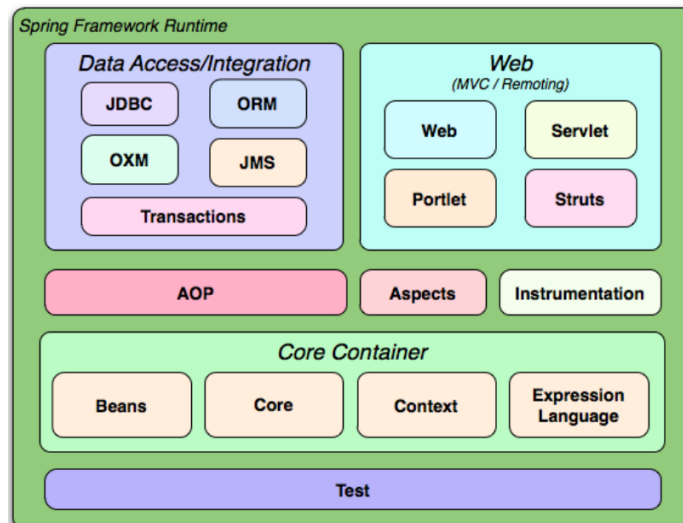 Spring Framework Runtime
Data Access/Integration
JDBC
ORM
OXM
JMS
Transactions
Web
(MVC / Remoting)
Web
Servlet
Portlet
Struts
AOP
Aspects
Instrumentation
Core Container
Beans
Core
Context
Expression
Language
Test